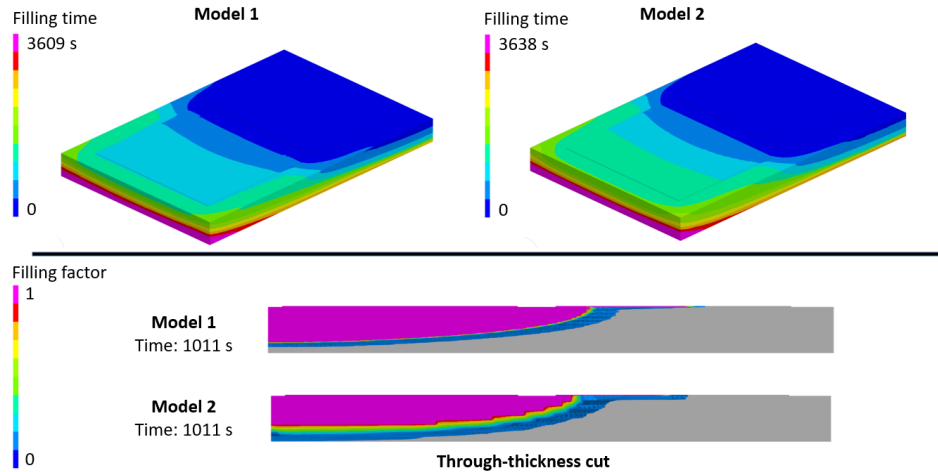 Model 1
Model 2
Filling time
3609 s
0
Filling time
3638 s
0
Filling factor
1
0
Model 1
Time: 1011 s
Model 2
Time: 1011 s
Through-thickness cut